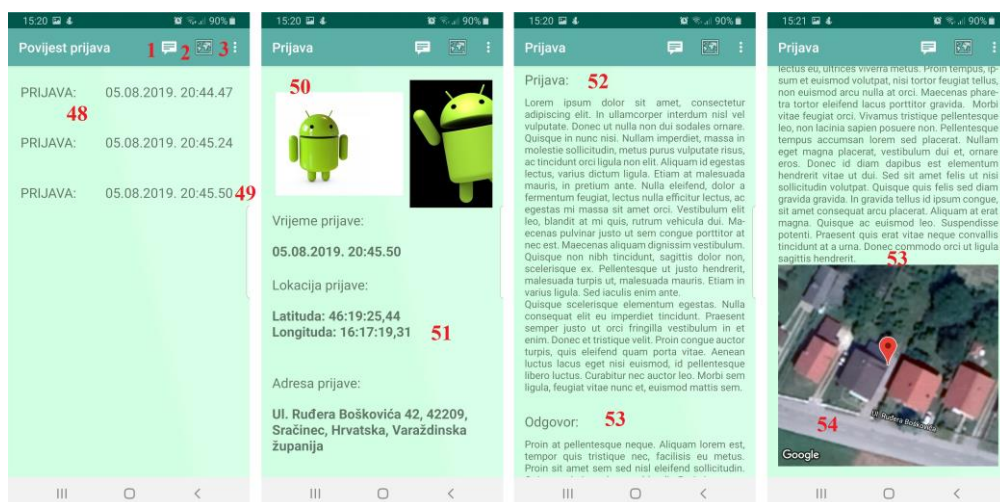 15:20 90%
Povijest prijava 1 2 3
PRIJAVA: 05.08.2019. 20:44.47
48
PRIJAVA: 05.08.2019. 20:45.24
PRIJAVA: 05.08.2019. 20:45.50 49
15:20 90%
Prijava
50
Vrijeme prijave:
05.08.2019. 20:45.50
Lokacija prijave:
Latituda: 46:19:25,44
Longituda: 16:17:19,31 51
Adresa prijave:
Ul. Ruđera Boškovića 42, 42209,
Sračinec, Hrvatska, Varaždinska
županija
15:20 90%
Prijava
Prijava: 52
Lorem ipsum dolor sit amet, consectetur
adipiscing elit. In ullamcorper interdum nisl vel
vulputate. Donec ut nulla non dui sodales ornare.
Quisque in nunc nisi. Nullam imperdiet, massa in
molestie sollicitudin, metus purus vulputate risus,
ac tincidunt orci ligula non elit. Aliquam id egestas
lectus, varius dictum ligula. Etiam at malesuada
mauris, in pretium ante. Nulla eleifend, dolor a
fermentum feugiat, lectus nulla efficitur lectus, ac
egestas mi massa sit amet orci. Vestibulum elit
leo, blandit at mi quis, rutrum vehicula dui. Ma-
ecenas pulvinar justo ut sem congue porttitor at
nec est. Maecenas aliquam dignissim vestibulum.
Quisque non nibh tincidunt, sagittis dolor non,
scelerisque ex. Pellentesque ut justo hendrerit,
malesuada turpis ut, malesuada mauris. Etiam in
varius ligula. Sed iaculis enim ante.
Quisque scelerisque elementum egestas. Nulla
consequat elit eu imperdiet tincidunt. Praesent
semper justo ut orci fringilla vestibulum in et
enim. Donec et tristique velit. Proin congue auctor
turpis, quis eleifend quam porta vitae. Aenean
luctus lacus eget nisi euismod, id pellentesque
libero luctus. Curabitur nec auctor leo. Morbi sem
ligula, feugiat vitae nunc et, euismod mattis sem.
Odgovor: 53
Proin at pellentesque neque. Aliquam lorem est,
tempor quis tristique nec, facilisis eu metus.
Proin sit amet sem sed nisl eleifend sollicitudin.
15:21 90%
Prijava
lectus eu, ultrices viverra metus. Proin tempus, ip-
sum et euismod volutpat, nisi tortor feugiat tellus,
non euismod arcu nulla at orci. Maecenas phare-
tra tortor eleifend lacus porttitor gravida. Morbi
vitae feugiat orci. Vivamus tristique pellentesque
leo, non lacinia sapien posuere non. Pellentesque
tempus accumsan lorem sed placerat. Nullam
eget magna placerat, vestibulum dui et, ornare
eros. Donec id diam dapibus est elementum
hendrerit vitae ut dui. Sed sit amet felis ut nisi
sollicitudin volutpat. Quisque quis felis sed diam
gravida gravida. In gravida tellus id ipsum congue,
sit amet consequat arcu placerat. Aliquam at erat
magna. Quisque ac euismod leo. Suspendisse
potenti. Praesent quis erat vitae neque convallis
tincidunt at a urna. Donec commodo orci ut ligula
sagittis hendrerit. 53
Ul. Ruđera Boškovića
54
Google